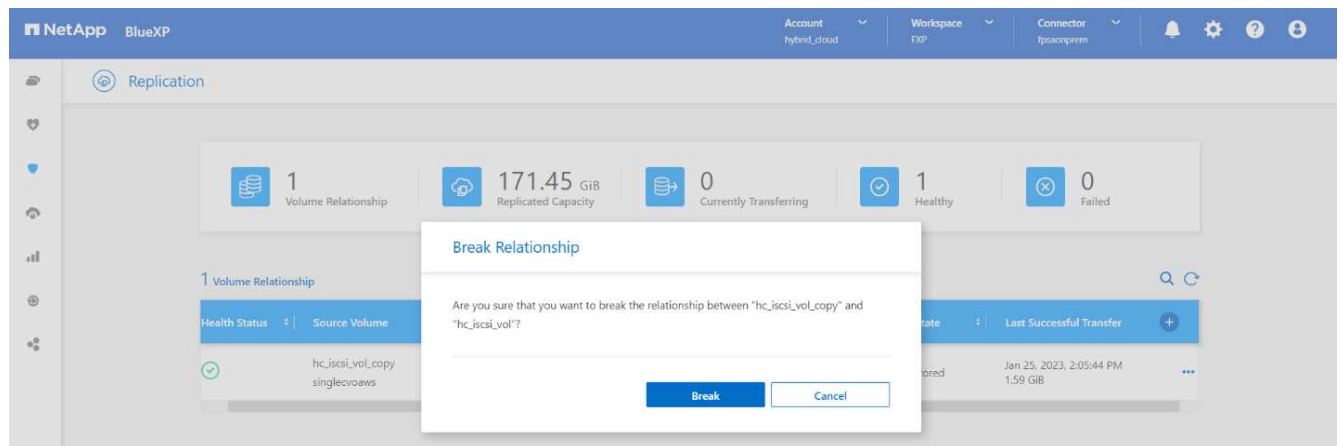 NetApp BlueXP
Account
hybrid_cloud
Workspace
FXP
Connector
fpsaonprem
Replication
1
Volume Relationship
171.45 GiB
Replicated Capacity
0
Currently Transferring
1
Healthy
0
Failed
Break Relationship
Are you sure that you want to break the relationship between "hc_iscsi_vol_copy" and
"hc_iscsi_vol"?
Break
Cancel
1 Volume Relationship
Health Status
Source Volume
Last Successful Transfer
hc_iscsi_vol_copy
singlecvoaws
Jan 25, 2023, 2:05:44 PM
1.59 GiB